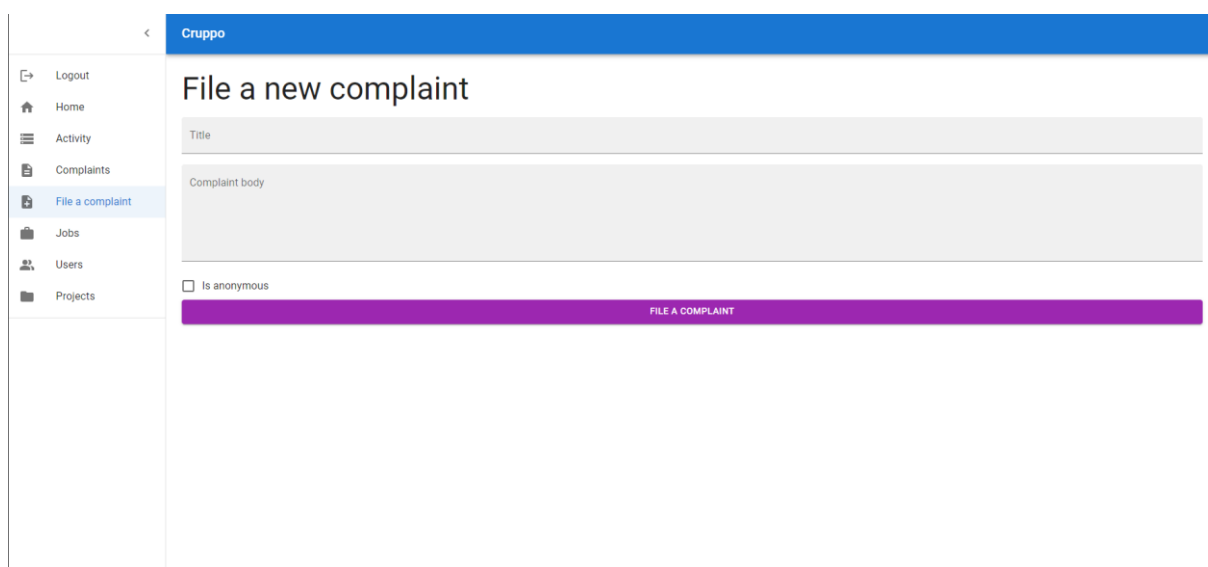 Cruppo
Logout
Home
Activity
Complaints
File a complaint
Jobs
Users
Projects
File a new complaint
Title
Complaint body
Is anonymous
FILE A COMPLAINT